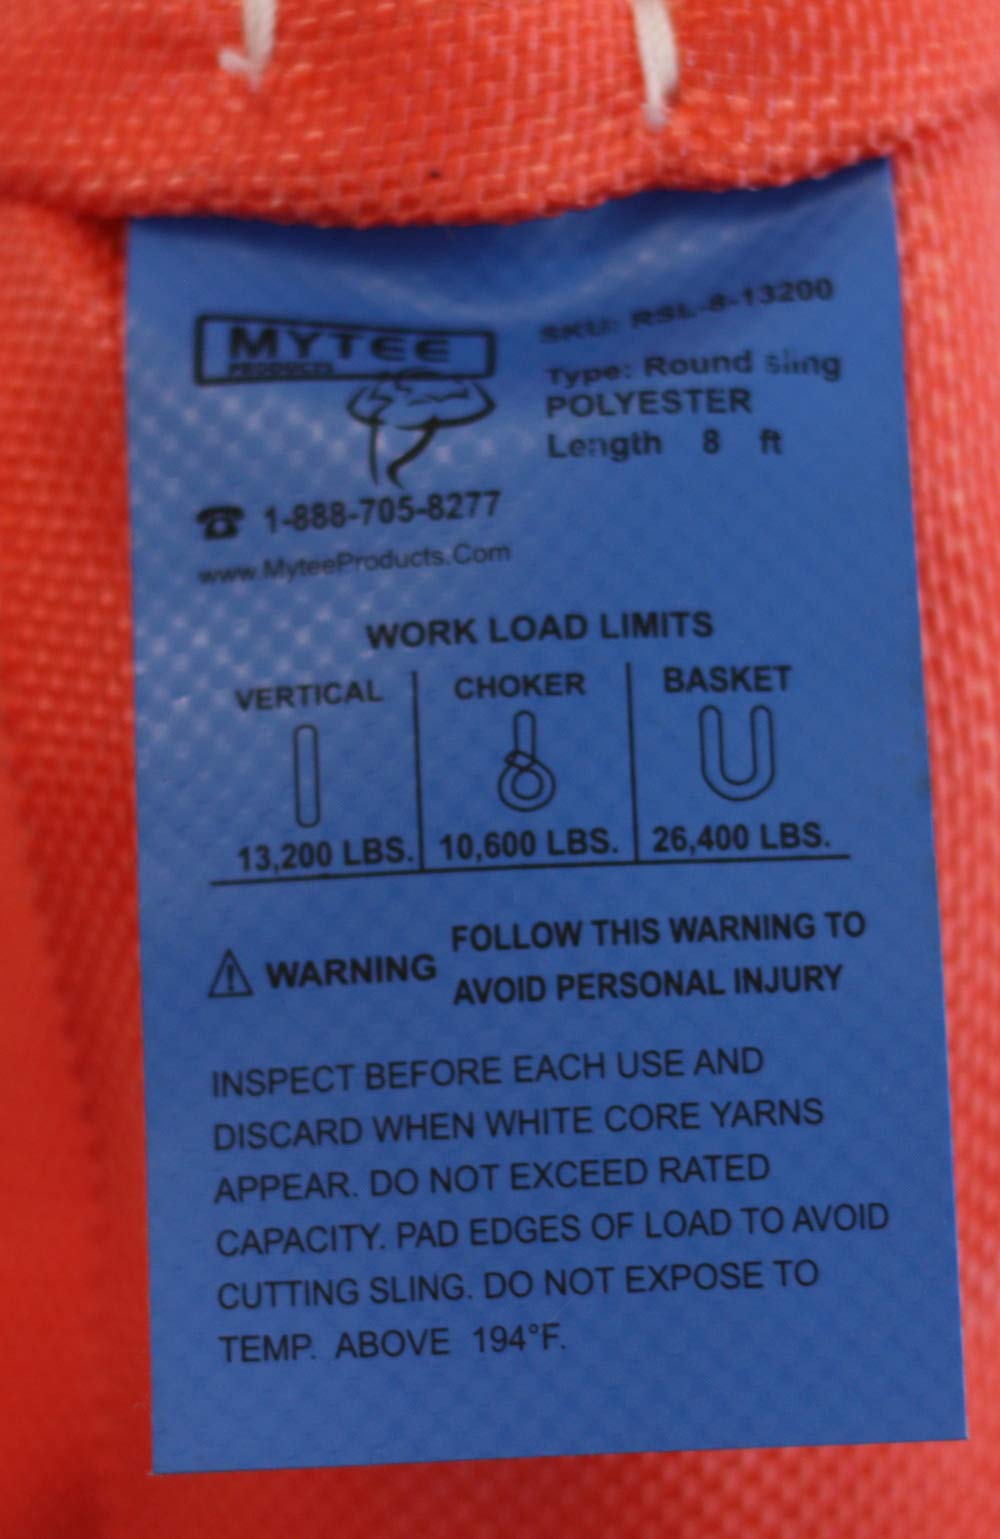 MYTEE
PRODUCTS
SKU: RSL-8-13200
Type: Round Sling
POLYESTER
Length 8 ft
1-888-705-8277
www.MyteeProducts.Com
WORK LOAD LIMITS
VERTICAL CHOKER BASKET
13,200 LBS. 10,600 LBS. 26,400 LBS.
WARNING
FOLLOW THIS WARNING TO
AVOID PERSONAL INJURY
INSPECT BEFORE EACH USE AND
DISCARD WHEN WHITE CORE YARNS
APPEAR. DO NOT EXCEED RATED
CAPACITY. PAD EDGES OF LOAD TO AVOID
CUTTING SLING. DO NOT EXPOSE TO
TEMP. ABOVE 194°F.